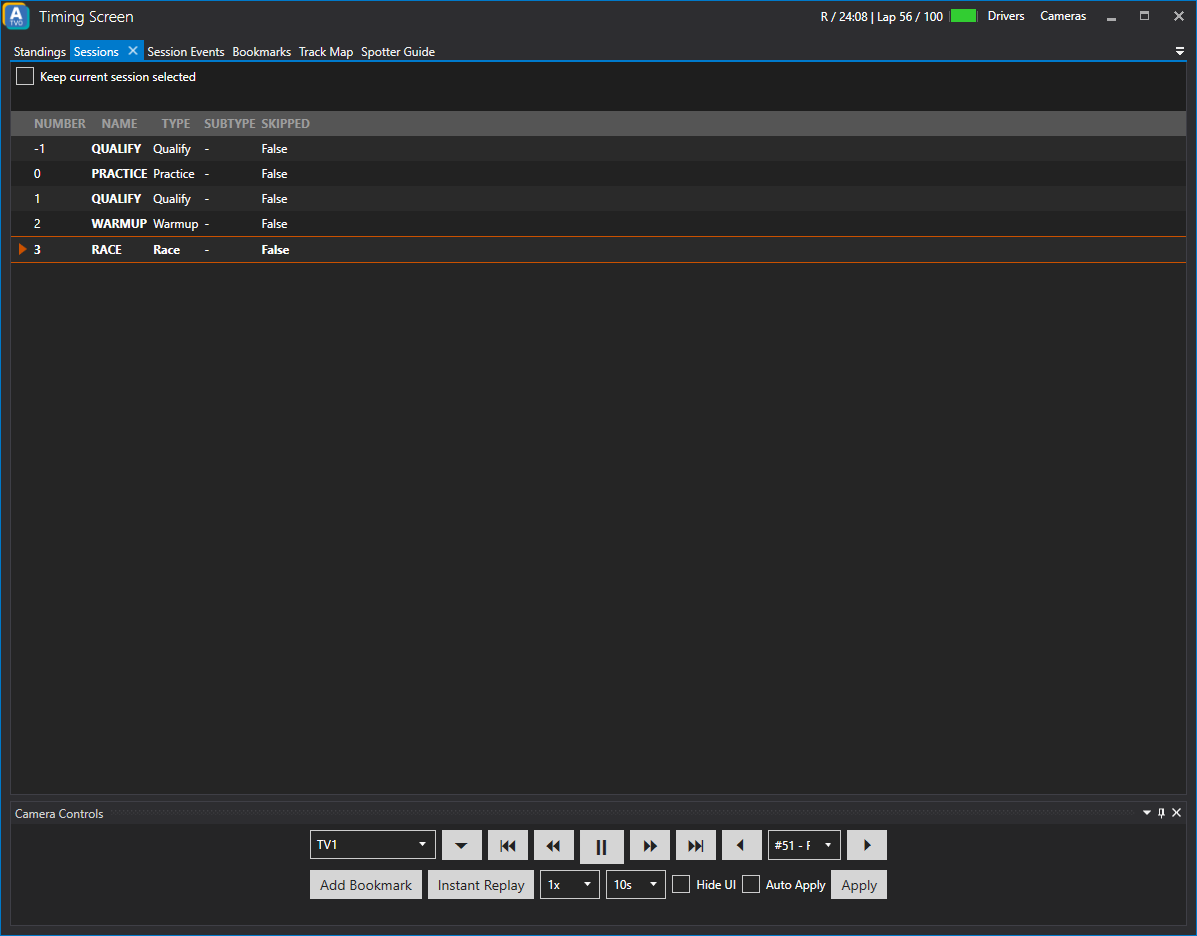 A TVO Timing Screen R / 24:08 | Lap 56 / 100 Drivers Cameras
Standings Sessions Session Events Bookmarks Track Map Spotter Guide
Keep current session selected
NUMBER NAME TYPE SUBTYPE SKIPPED
-1 QUALIFY Qualify - False
0 PRACTICE Practice - False
1 QUALIFY Qualify - False
2 WARMUP Warmup - False
3 RACE Race - False
Camera Controls
TV1 #51 -
Add Bookmark Instant Replay 1x 10s Hide UI Auto Apply Apply